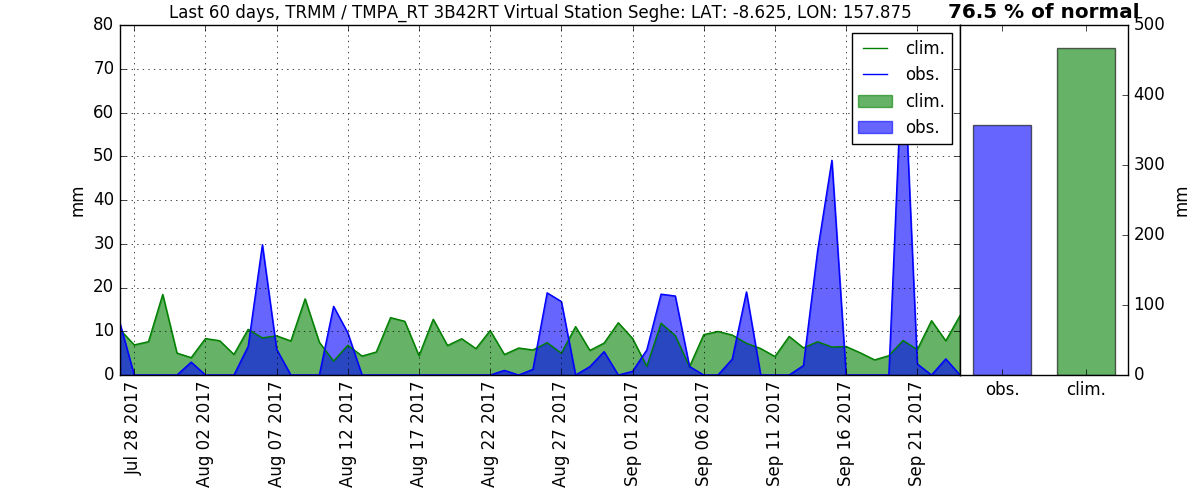 Last 60 days, TRMM / TMPA_RT 3B42RT Virtual Station Seghe: LAT: -8.625, LON: 157.875
76.5 % of normal
80
70
60
50
40
30
20
10
0
mm
clim.
obs.
clim.
obs.
500
400
300
200
100
0
mm
Jul 28 2017
Aug 02 2017
Aug 07 2017
Aug 12 2017
Aug 17 2017
Aug 22 2017
Aug 27 2017
Sep 01 2017
Sep 06 2017
Sep 11 2017
Sep 16 2017
Sep 21 2017
obs.
clim.